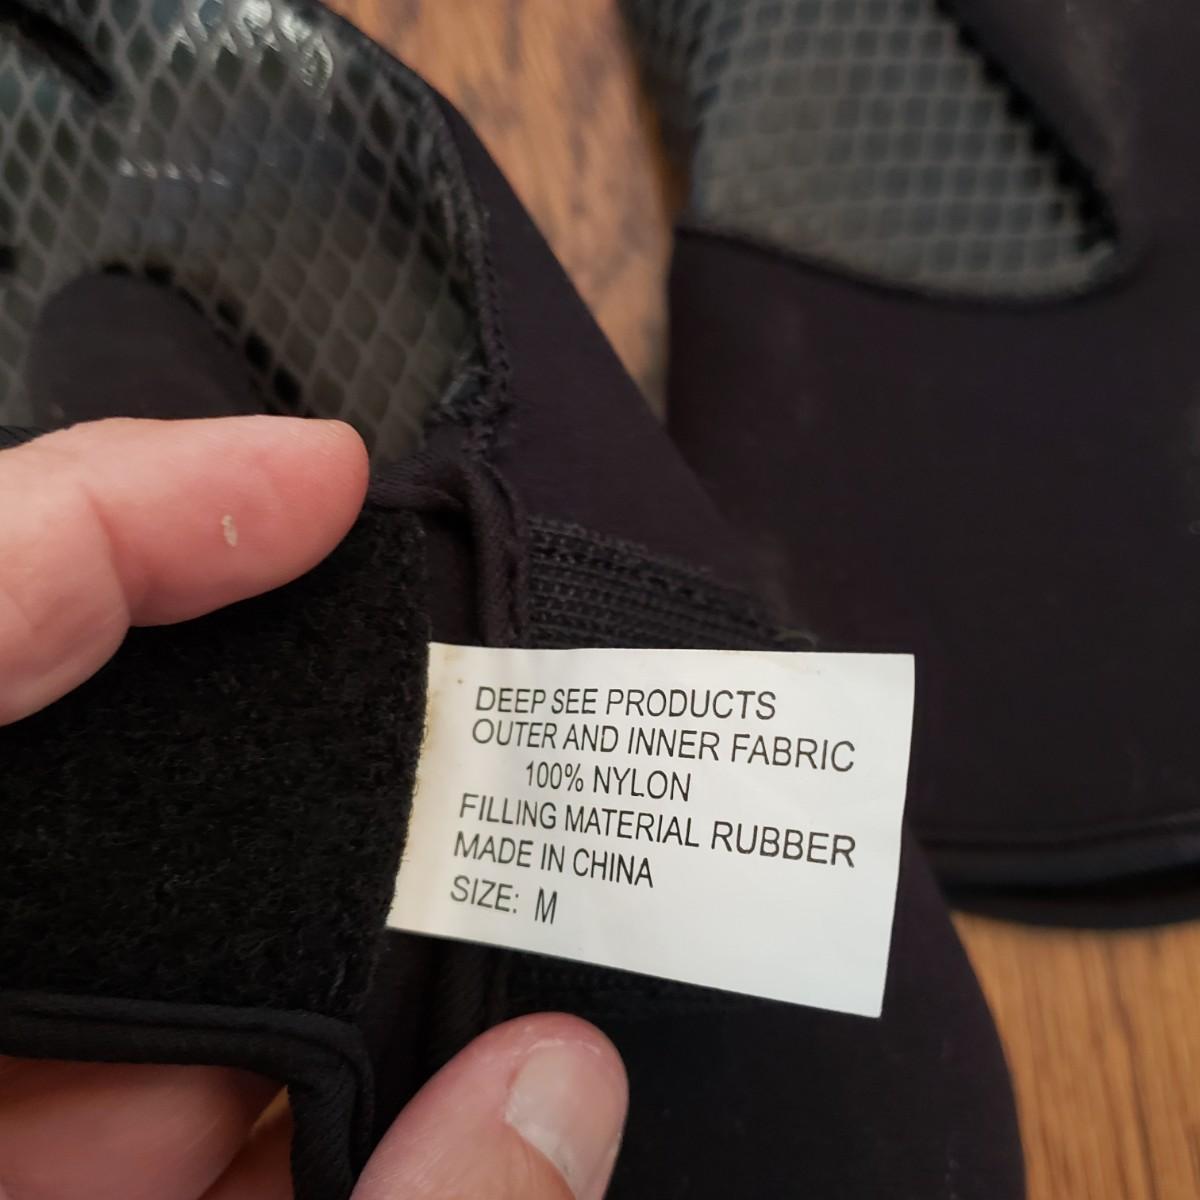 DEEP SEE PRODUCTS
OUTER AND INNER FABRIC
100% NYLON
FILLING MATERIAL RUBBER
MADE IN CHINA
SIZE: M